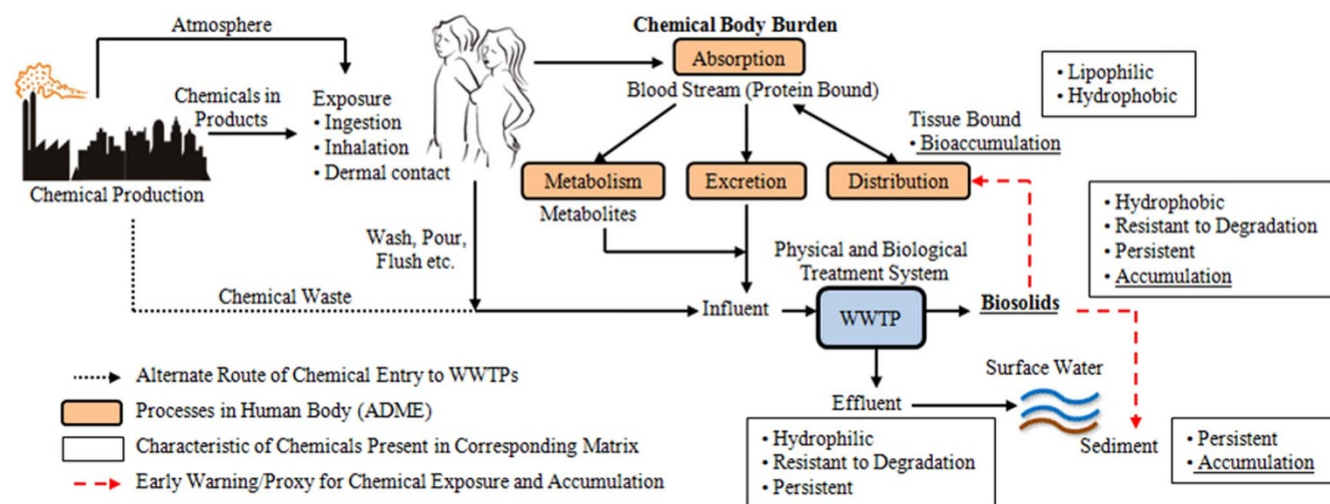 Atmosphere
Chemicals in
Products
Chemical Production
Exposure
• Ingestion
• Inhalation
• Dermal contact
Chemical Body Burden
Absorption
Blood Stream (Protein Bound)
• Lipophilic
• Hydrophobic
Tissue Bound
• Bioaccumulation
Metabolism
Excretion
Distribution
Metabolites
• Hydrophobic
• Resistant to Degradation
• Persistent
• Accumulation
Wash, Pour,
Flush etc.
Physical and Biological
Treatment System
Chemical Waste
Influent
WWTP
Biosolids
Effluent
Surface Water
Sediment
• Hydrophilic
• Resistant to Degradation
• Persistent
• Persistent
• Accumulation
Alternate Route of Chemical Entry to WWTPs
Processes in Human Body (ADME)
Characteristic of Chemicals Present in Corresponding Matrix
Early Warning/Proxy for Chemical Exposure and Accumulation